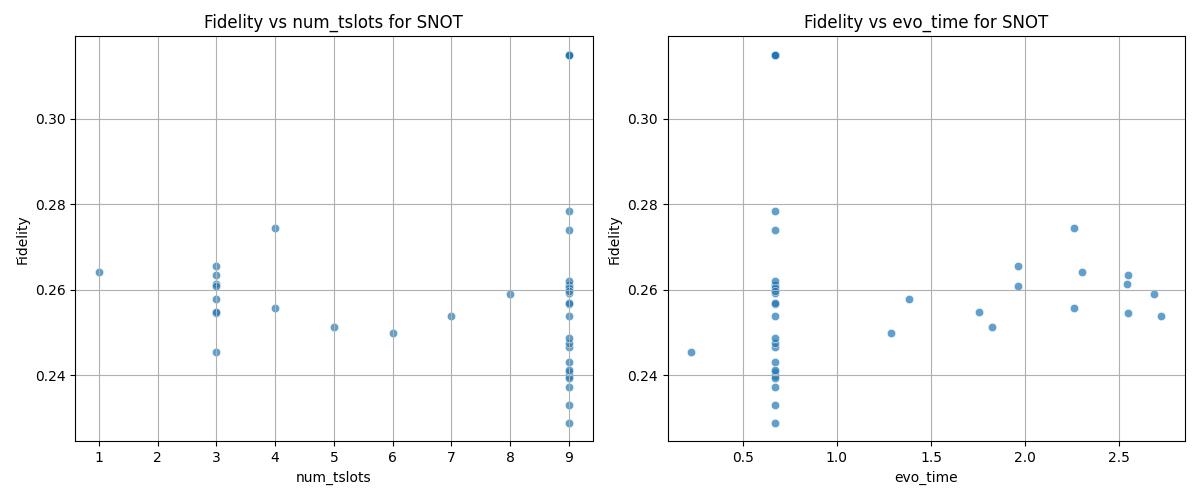 Fidelity vs num_tslots for SNOT
Fidelity
0.30
0.28
0.26
0.24
1 2 3 4 5 6 7 8 9
num_tslots
Fidelity vs evo_time for SNOT
Fidelity
0.30
0.28
0.26
0.24
0.5 1.0 1.5 2.0 2.5
evo_time